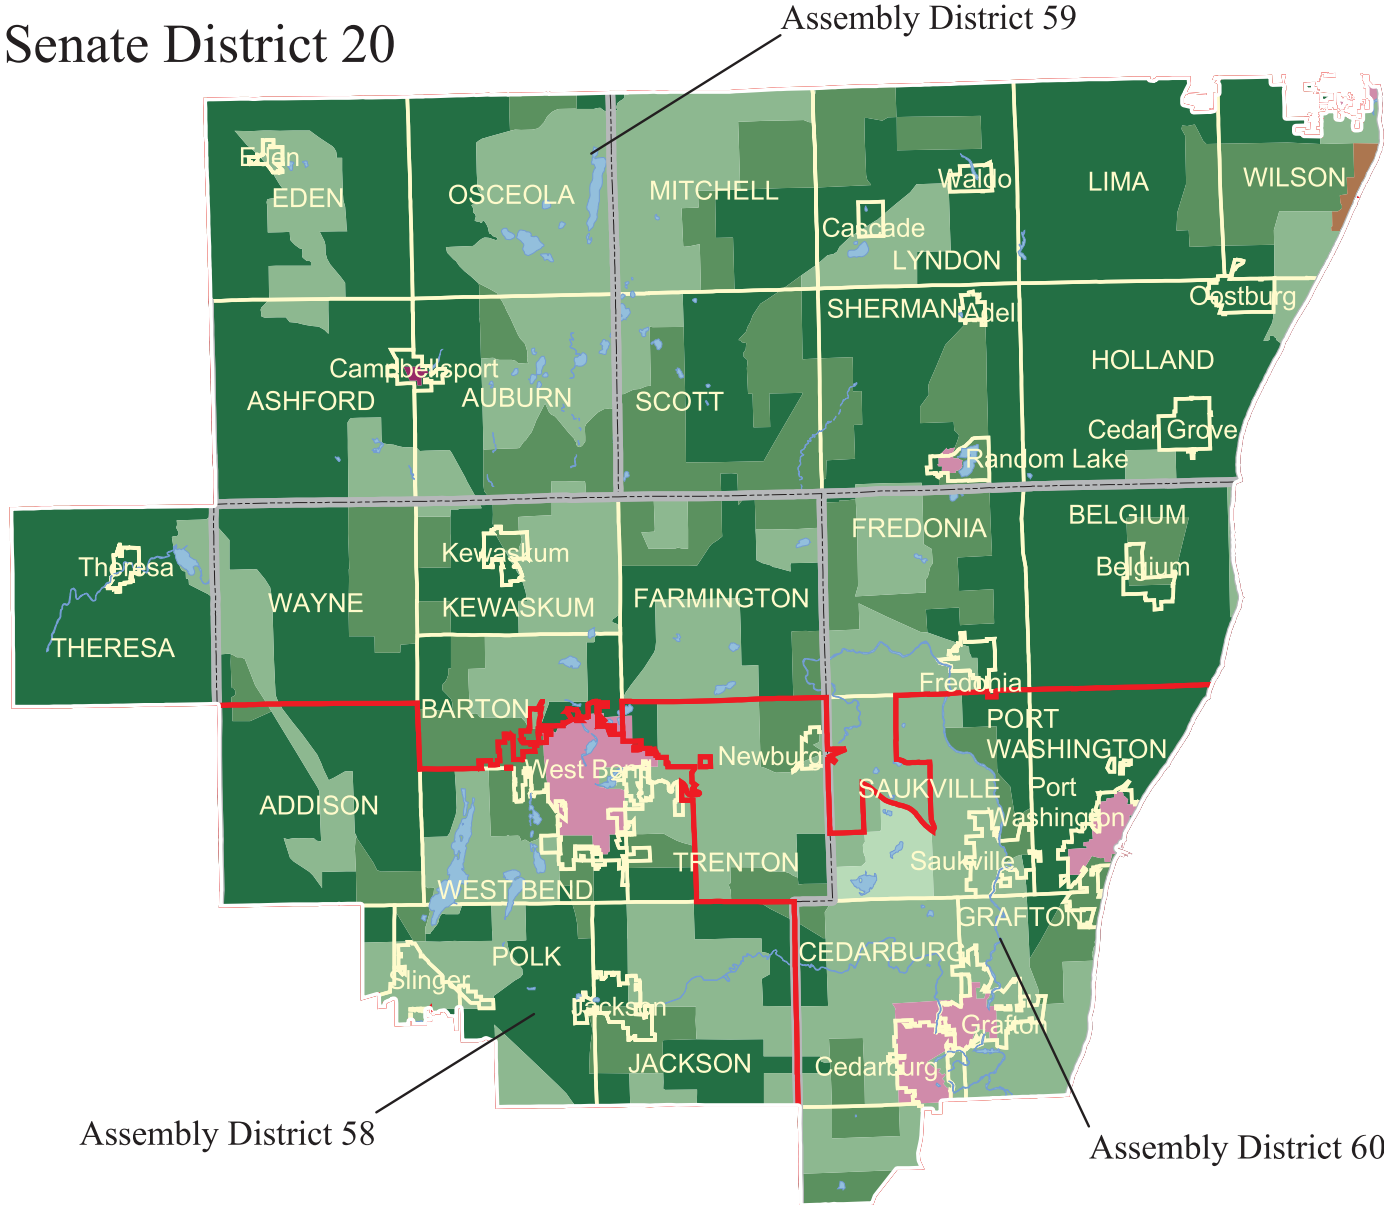 Assembly District 59
Senate District 20
Eden
EDEN
OSCEOLA
MITCHELL
Waldo
LIMA
WILSON
Cascade
LYNDON
Oostburg
SHERMAN
Adell
HOLLAND
Campbellsport
ASHFORD
AUBURN
SCOTT
Cedar Grove
Random Lake
FREDONIA
BELGIUM
Theresa
Kewaskum
Belgium
WAYNE
KEWASKUM
FARMINGTON
THERESA
Fredonia
BARTON
PORT
WASHINGTON
Newburg
West Bend
SAUKVILLE
Port
Washington
ADDISON
TRENTON
Saukville
WEST BEND
GRAFTON
POLK
CEDARBURG
Slinger
Jackson
Grafton
JACKSON
Cedarburg
Assembly District 58
Assembly District 60